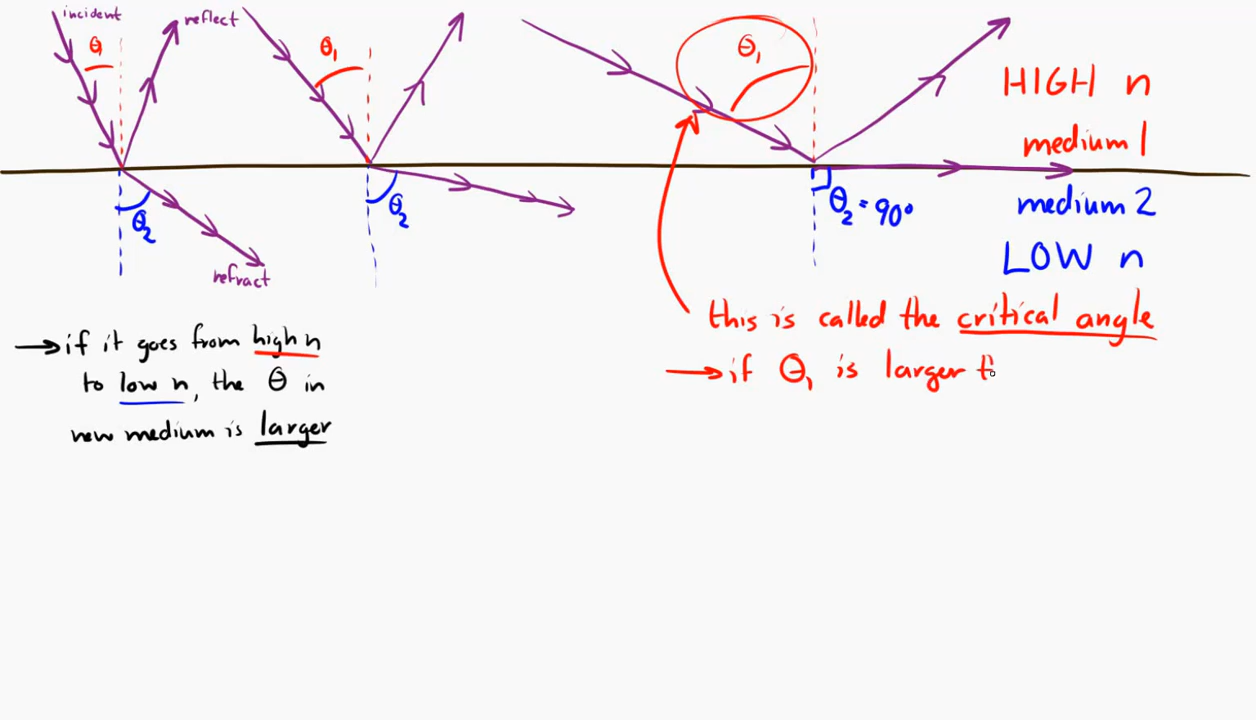 incident
reflect
θ₁
θ₁
θ₁
HIGH n
medium 1
θ₂
θ₂
θ₂ = 90°
medium 2
refract
LOW n
this is called the critical angle
→ if θ₁ is larger t
→ if it goes from high n
to low n, the θ in
new medium is larger